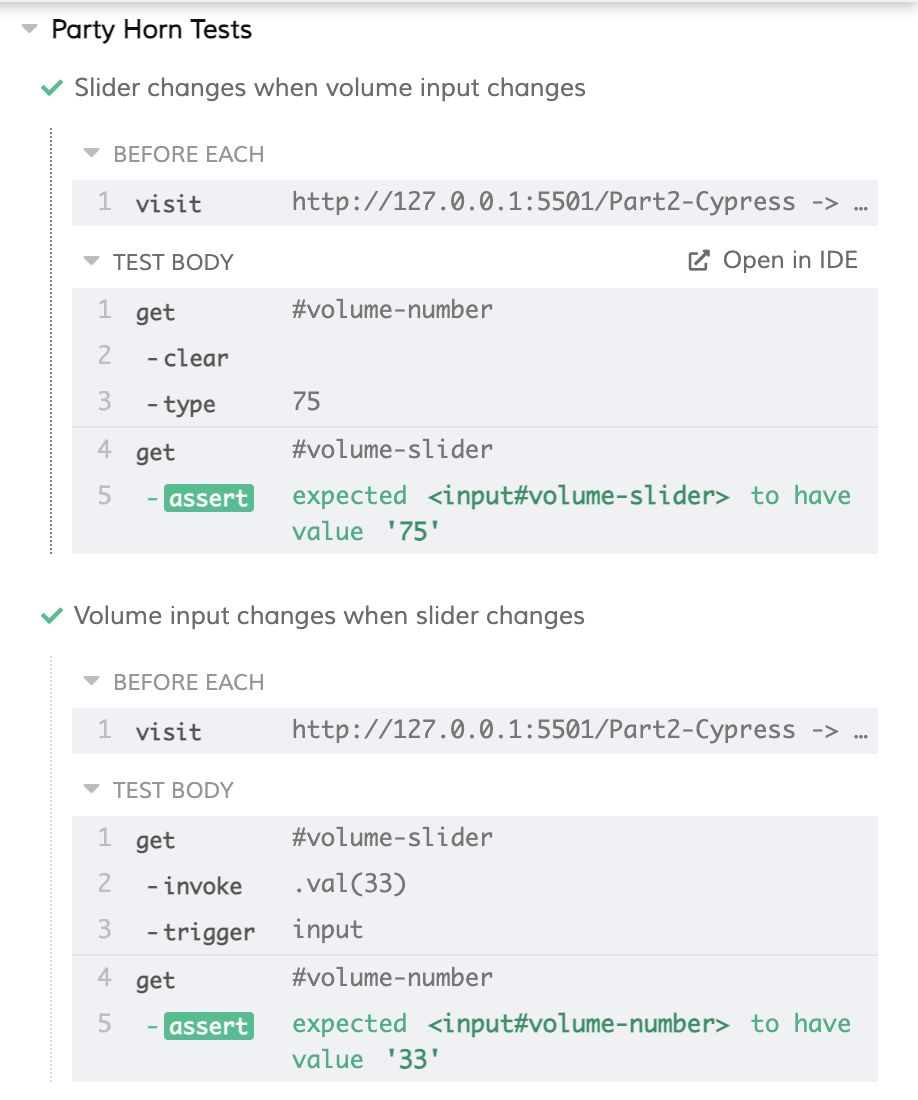 Party Horn Tests
Slider changes when volume input changes
BEFORE EACH
1 visit http://127.0.0.1:5501/Part2-Cypress -> …
TEST BODY Open in IDE
1 get #volume-number
2 -clear
3 -type 75
4 get #volume-slider
5 -assert expected <input#volume-slider> to have
value '75'
Volume input changes when slider changes
BEFORE EACH
1 visit http://127.0.0.1:5501/Part2-Cypress -> …
TEST BODY
1 get #volume-slider
2 -invoke .val(33)
3 -trigger input
4 get #volume-number
5 -assert expected <input#volume-number> to have
value '33'